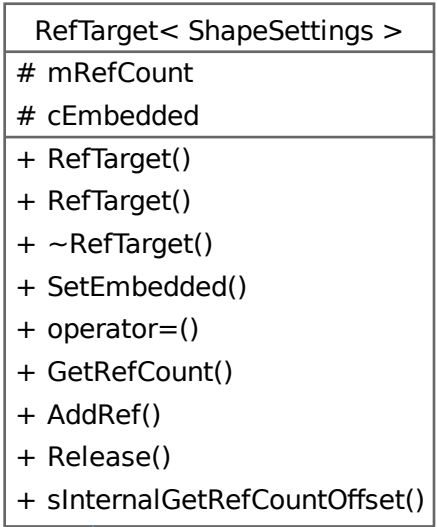 RefTarget< ShapeSettings >
# mRefCount
# cEmbedded
+ RefTarget()
+ RefTarget()
+ ~RefTarget()
+ SetEmbedded()
+ operator=()
+ GetRefCount()
+ AddRef()
+ Release()
+ sInternalGetRefCountOffset()